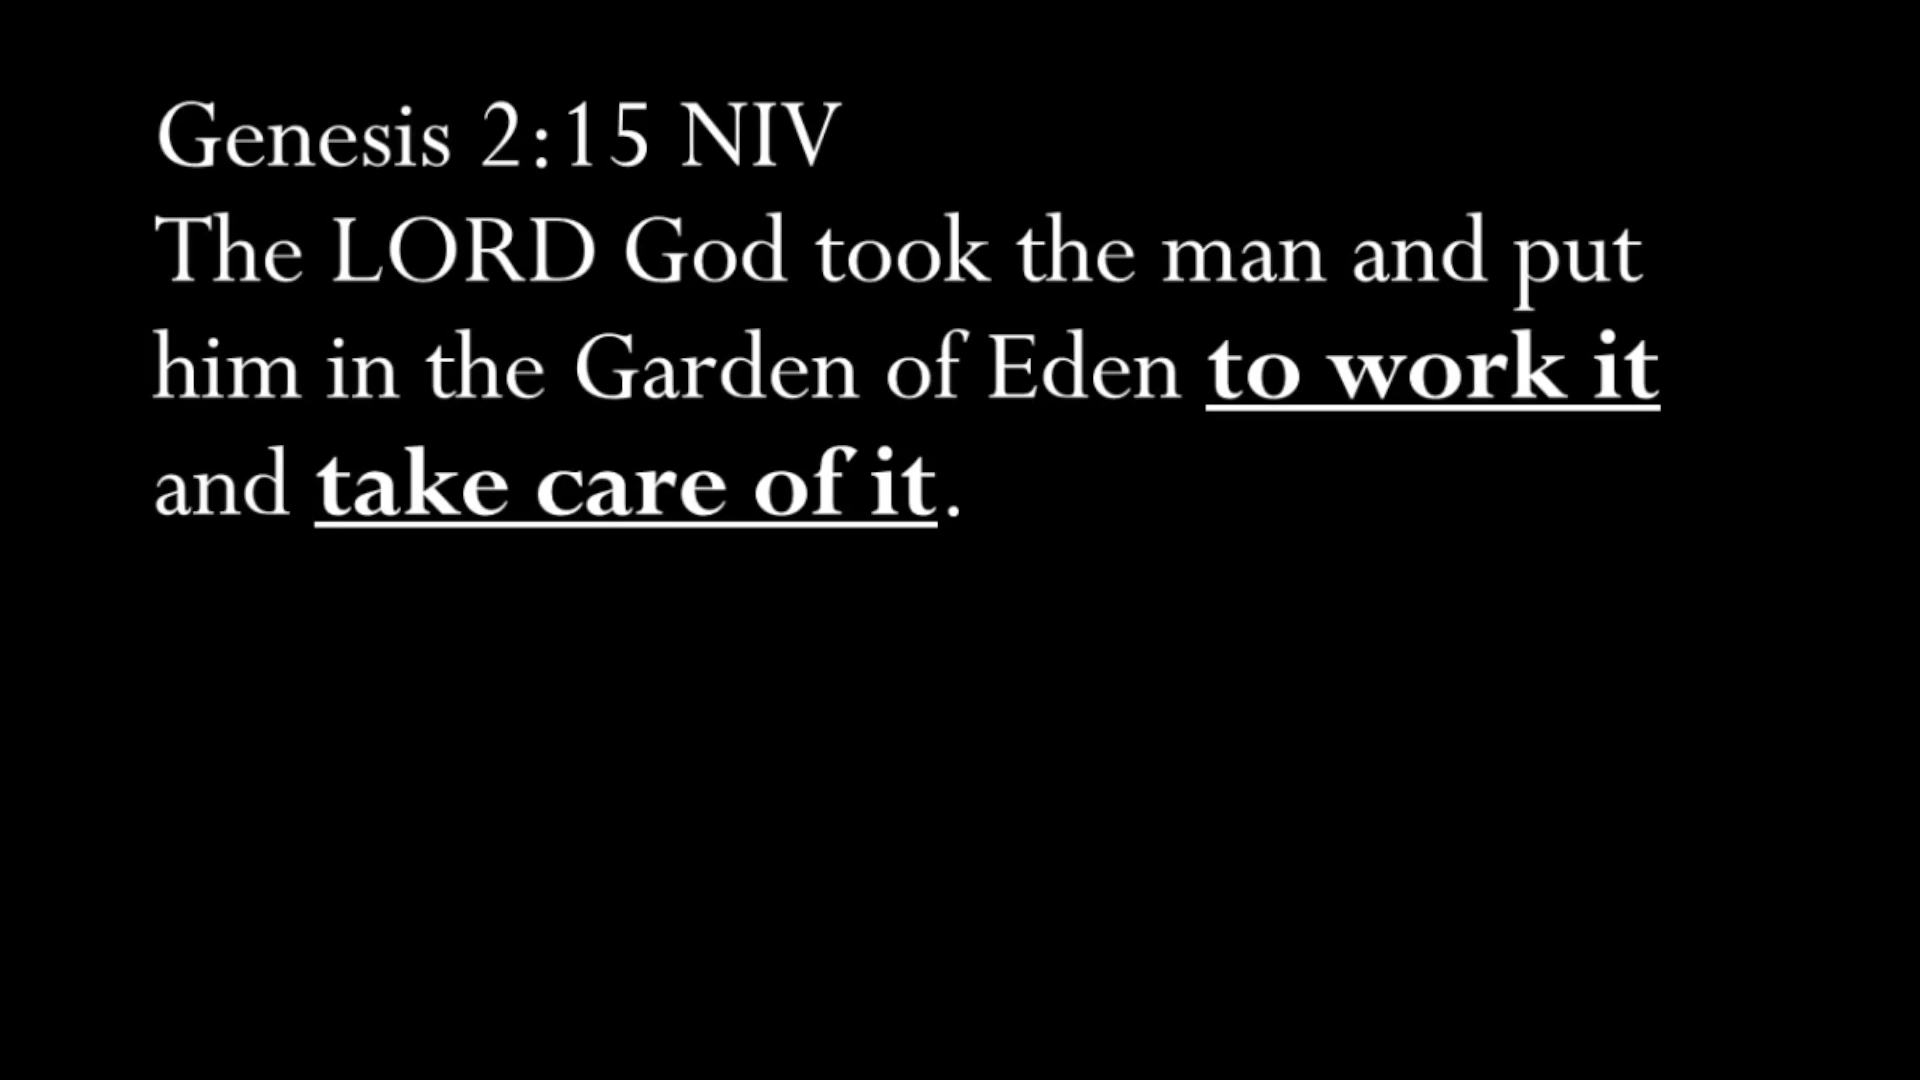 Genesis 2:15 NIV
The LORD God took the man and put
him in the Garden of Eden to work it
and take care of it.